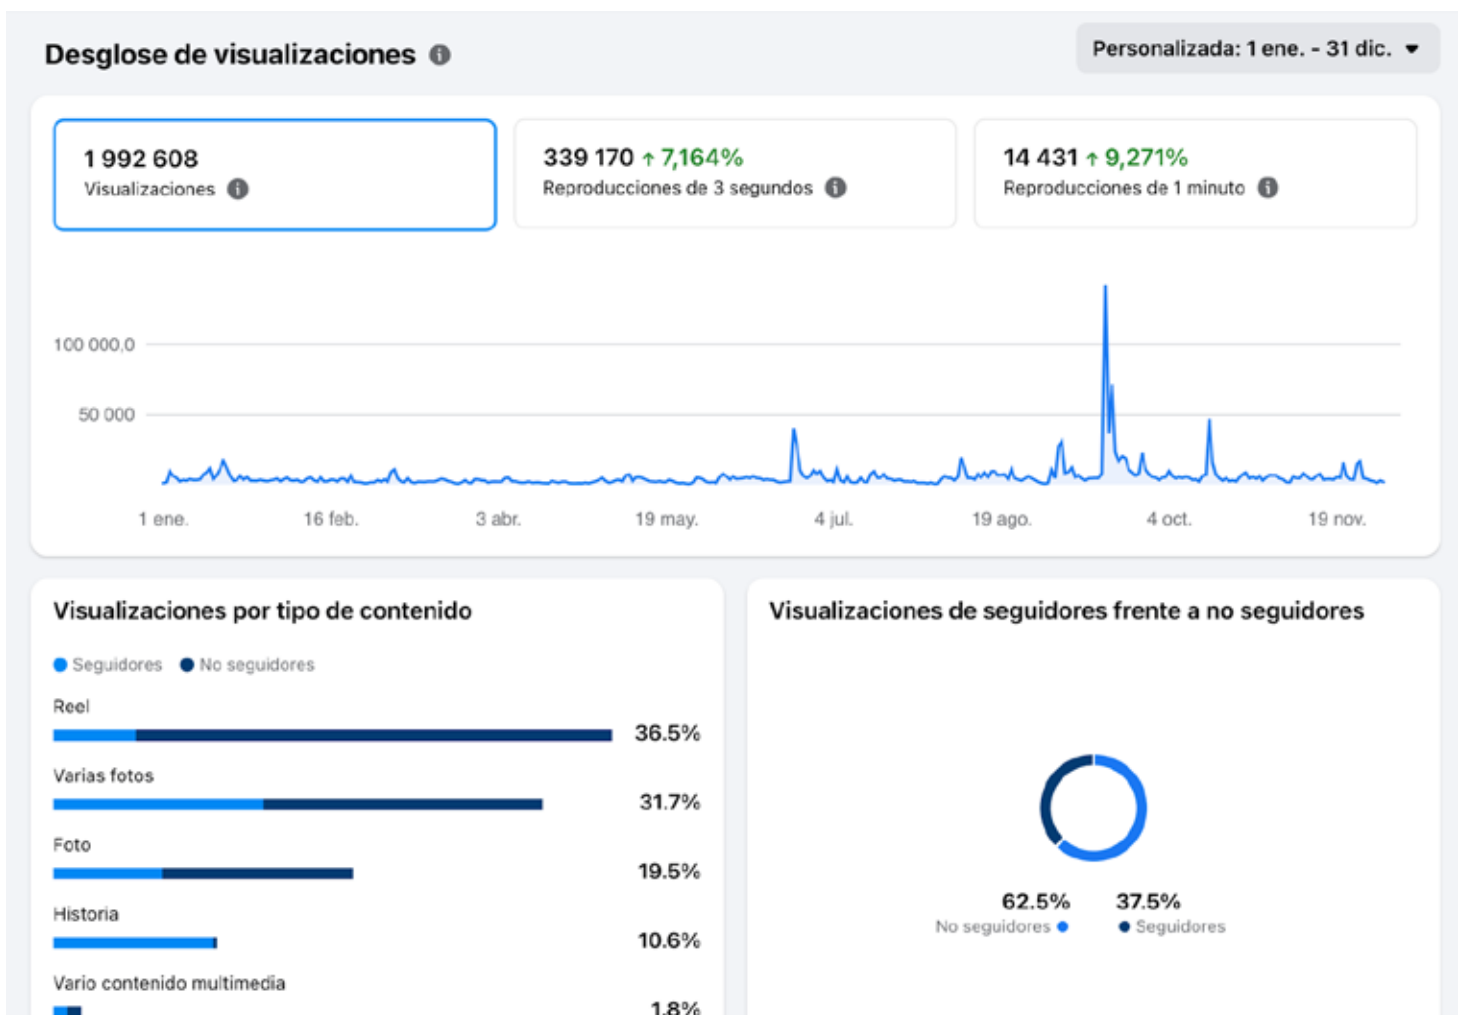 Desglose de visualizaciones
Personalizada: 1 ene. - 31 dic.
1 992 608
Visualizaciones
339 170 ↑ 7,164%
Reproducciones de 3 segundos
14 431 ↑ 9,271%
Reproducciones de 1 minuto
100 000,0
50 000
1 ene. 16 feb. 3 abr. 19 may. 4 jul. 19 ago. 4 oct. 19 nov.
Visualizaciones por tipo de contenido
Seguidores No seguidores
Reel
36.5%
Varias fotos
31.7%
Foto
19.5%
Historia
10.6%
Vario contenido multimedia
1.8%
Visualizaciones de seguidores frente a no seguidores
62.5% 37.5%
No seguidores Seguidores